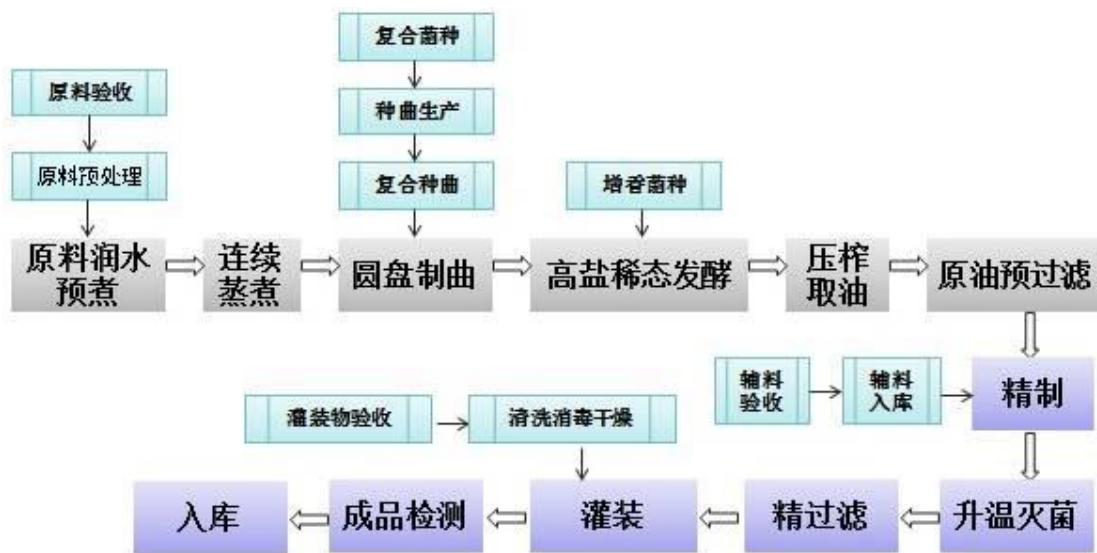 复合菌种
原料验收
种曲生产
原料预处理
复合种曲
增香菌种
原料润水
预煮
连续
蒸煮
圆盘制曲
高盐稀态发酵
压榨
取油
原油预过滤
辅料
验收
辅料
入库
精制
灌装物验收
清洗消毒干燥
入库
成品检测
灌装
精过滤
升温灭菌